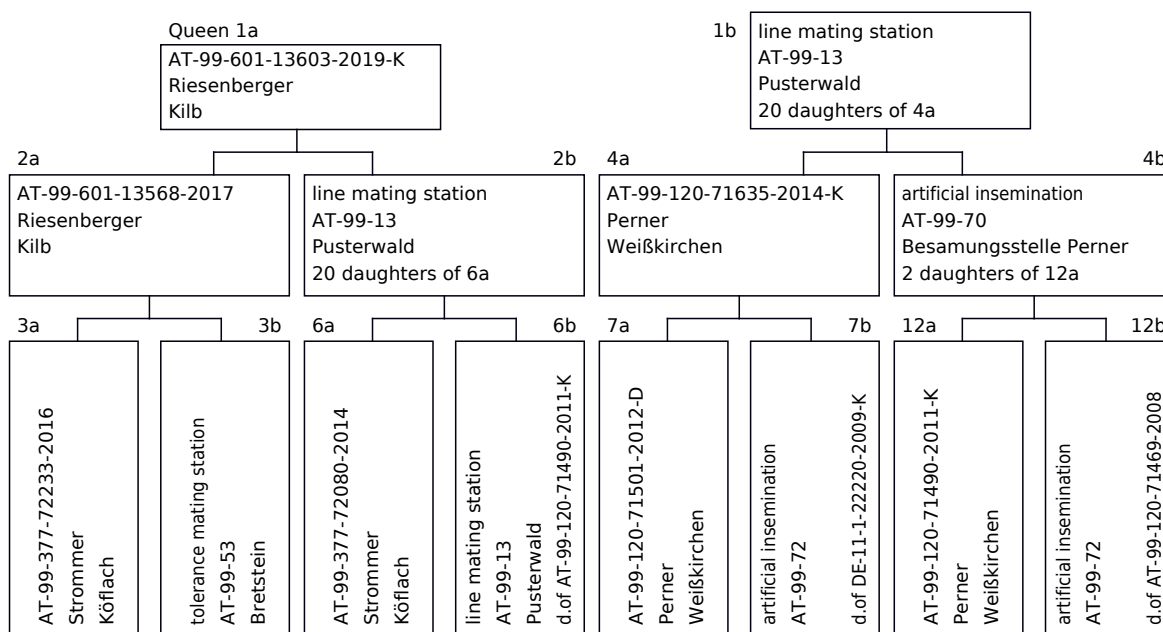 Queen 1a
AT-99-601-13603-2019-K
Riesenberger
Kilb
1b
line mating station
AT-99-13
Pusterwald
20 daughters of 4a
2a
AT-99-601-13568-2017
Riesenberger
Kilb
2b
line mating station
AT-99-13
Pusterwald
20 daughters of 6a
4a
AT-99-120-71635-2014-K
Perner
Weißkirchen
4b
artificial insemination
AT-99-70
Besamungsstelle Perner
2 daughters of 12a
3a
AT-99-377-72233-2016
Strommer
Köflach
3b
tolerance mating station
AT-99-53
Bretstein
6a
AT-99-377-72080-2014
Strommer
Köflach
6b
line mating station
AT-99-13
Pusterwald
d.of AT-99-120-71490-2011-K
7a
AT-99-120-71501-2012-D
Perner
Weißkirchen
7b
artificial insemination
AT-99-72
d.of DE-11-1-22220-2009-K
12a
AT-99-120-71490-2011-K
Perner
Weißkirchen
12b
artificial insemination
AT-99-72
d.of AT-99-120-71469-2008